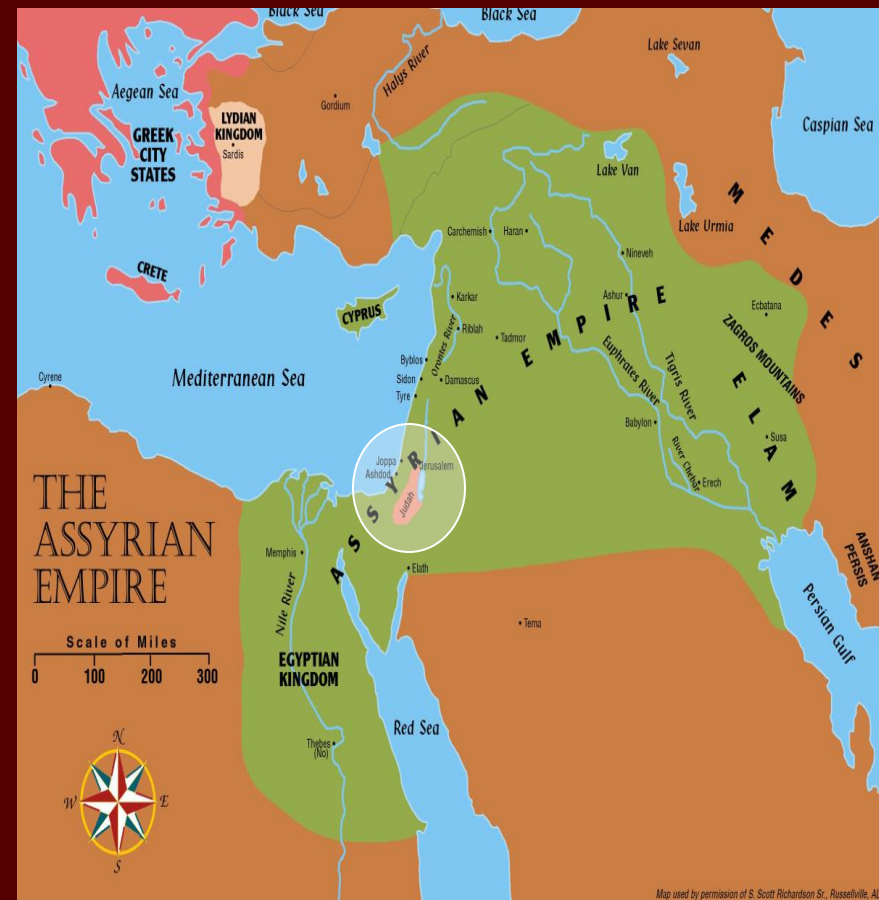 Black Sea
Black Sea
Lake Sevan
Halys River
Aegean Sea
Gordium
LYDIAN
KINGDOM
Sardis
Caspian Sea
GREEK
CITY
STATES
Lake Van
MEDES
Lake Urmia
Carchemish
Haran
Nineveh
CRETE
Ashur
Karkar
Ecbatana
CYPRUS
Riblah
Orontes River
Tadmor
ZAGROS MOUNTAINS
ASSYRIAN EMPIRE
Byblos
Euphrates River
Tigris River
ELAM
Cyrene
Mediterranean Sea
Sidon
Damascus
Tyre
Babylon
Susa
Joppa
Jerusalem
Ashdod
River Chebar
Erech
Judah
THE
ASSYRIAN
EMPIRE
Memphis
Elath
ANSHAN
PERSIS
Nile River
Persian Gulf
Tema
Scale of Miles
0 100 200 300
EGYPTIAN
KINGDOM
Red Sea
Thebes
(No)
N
W E
S
Map used by permission of S. Scott Richardson Sr., Russellville, AL